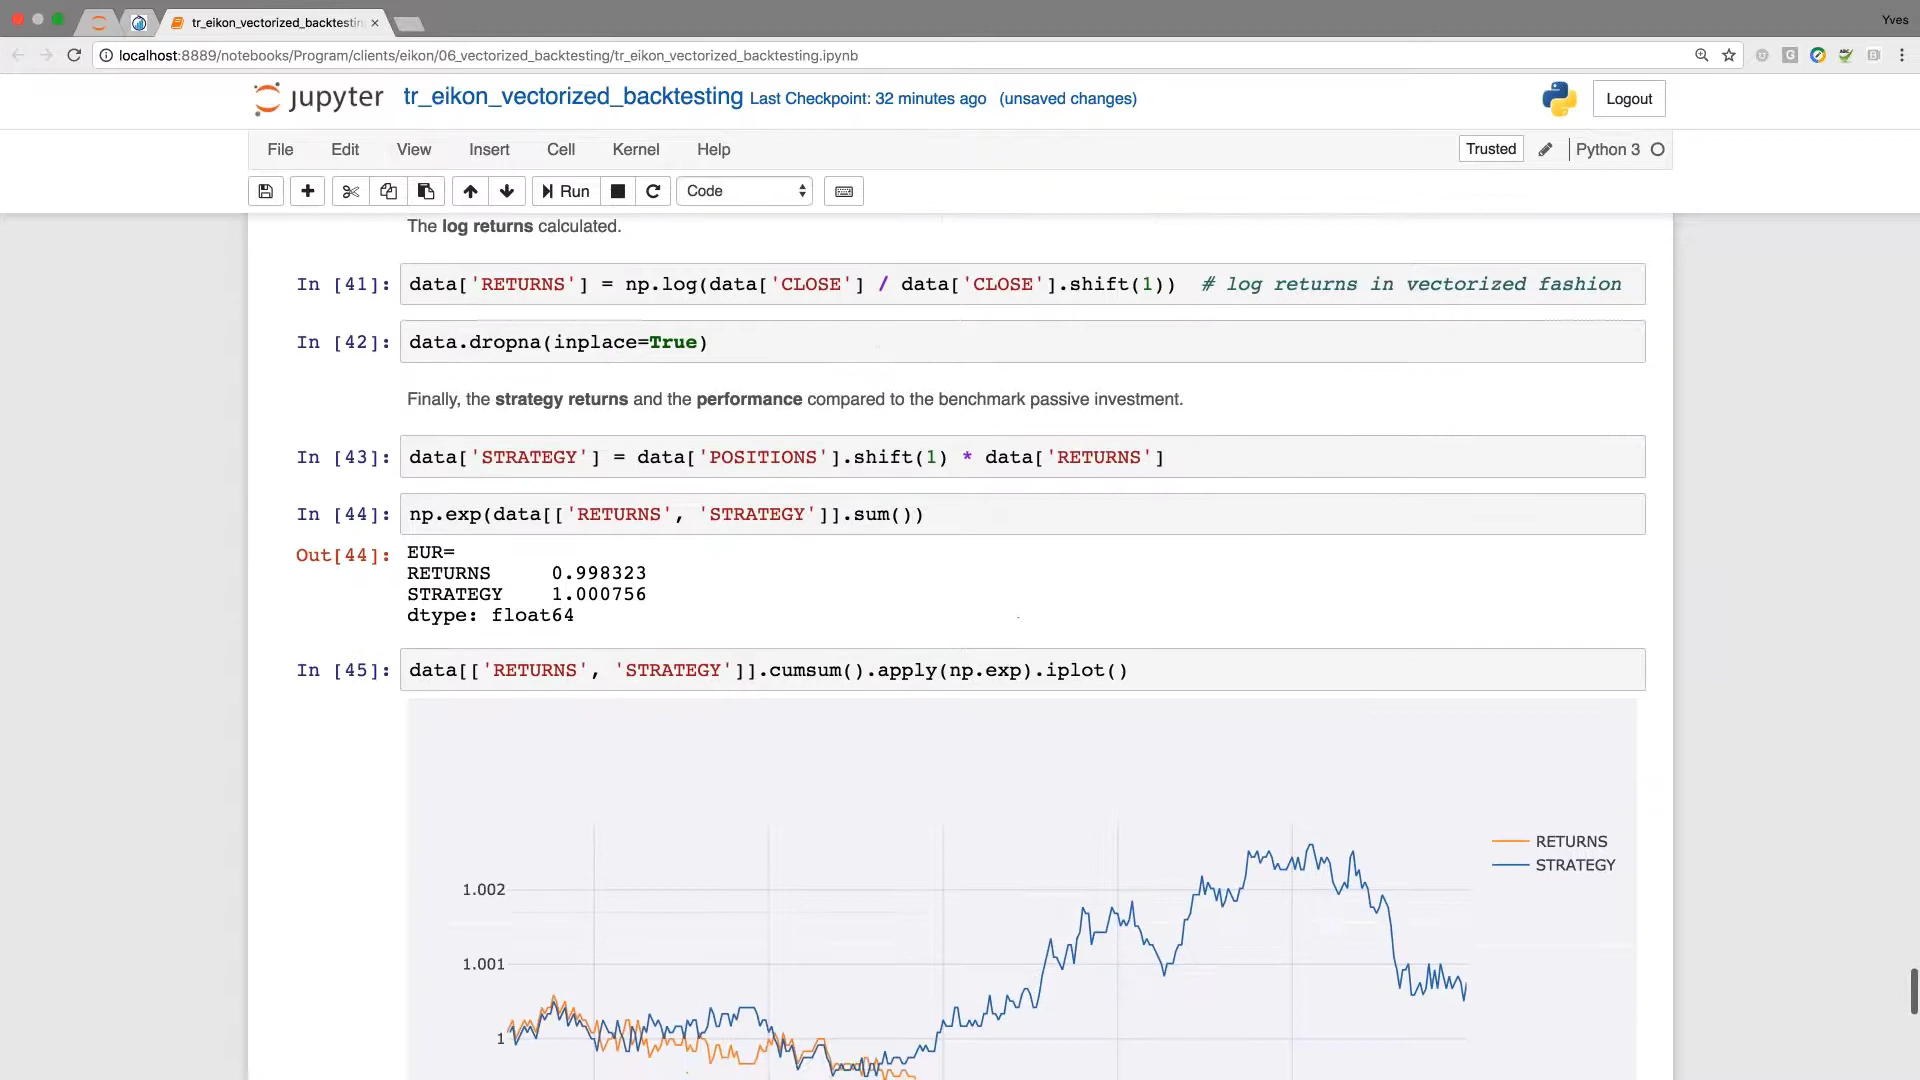 Yves
tr_eikon_vectorized_backtestin
localhost:8889/notebooks/Program/clients/eikon/06_vectorized_backtesting/tr_eikon_vectorized_backtesting.ipynb
jupyter tr_eikon_vectorized_backtesting Last Checkpoint: 32 minutes ago (unsaved changes)
Logout
File Edit View Insert Cell Kernel Help
Trusted Python 3
Run Code
The log returns calculated.
In [41]: data['RETURNS'] = np.log(data['CLOSE'] / data['CLOSE'].shift(1)) # log returns in vectorized fashion
In [42]: data.dropna(inplace=True)
Finally, the strategy returns and the performance compared to the benchmark passive investment.
In [43]: data['STRATEGY'] = data['POSITIONS'].shift(1) * data['RETURNS']
In [44]: np.exp(data[['RETURNS', 'STRATEGY']].sum())
Out[44]: EUR=
RETURNS 0.998323
STRATEGY 1.000756
dtype: float64
In [45]: data[['RETURNS', 'STRATEGY']].cumsum().apply(np.exp).iplot()
RETURNS
STRATEGY
1.002
1.001
1